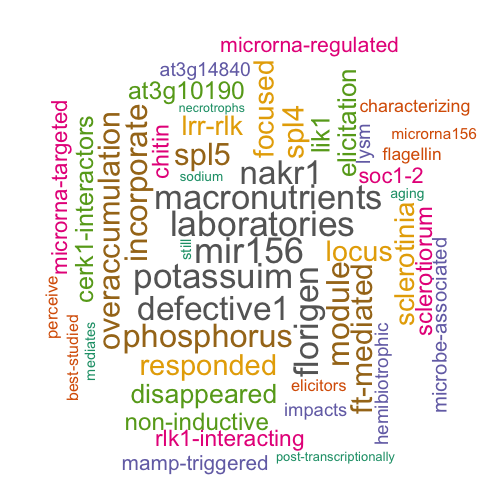 microrna-regulated
at3g14840
at3g10190
necrotrophs
focused
elicitation
characterizing
lrr-rlk
spl4
lik1
lysm
microrna156
flagellin
microrna-targeted
cerk1-interactors
overaccumulation
incorporate
chitin
spl5
sodium
nakr1
soc1-2
aging
macronutrients
laboratories
still
mir156
locus
sclerotinia
sclerotiorum
microbe-associated
potassuim
defective1
florigen
module
ft-mediated
perceive
best-studied
mediates
phosphorus
responded
hemibiotrophic
elicitors
disappeared
impacts
non-inductive
rlk1-interacting
mamp-triggered
post-transcriptionally